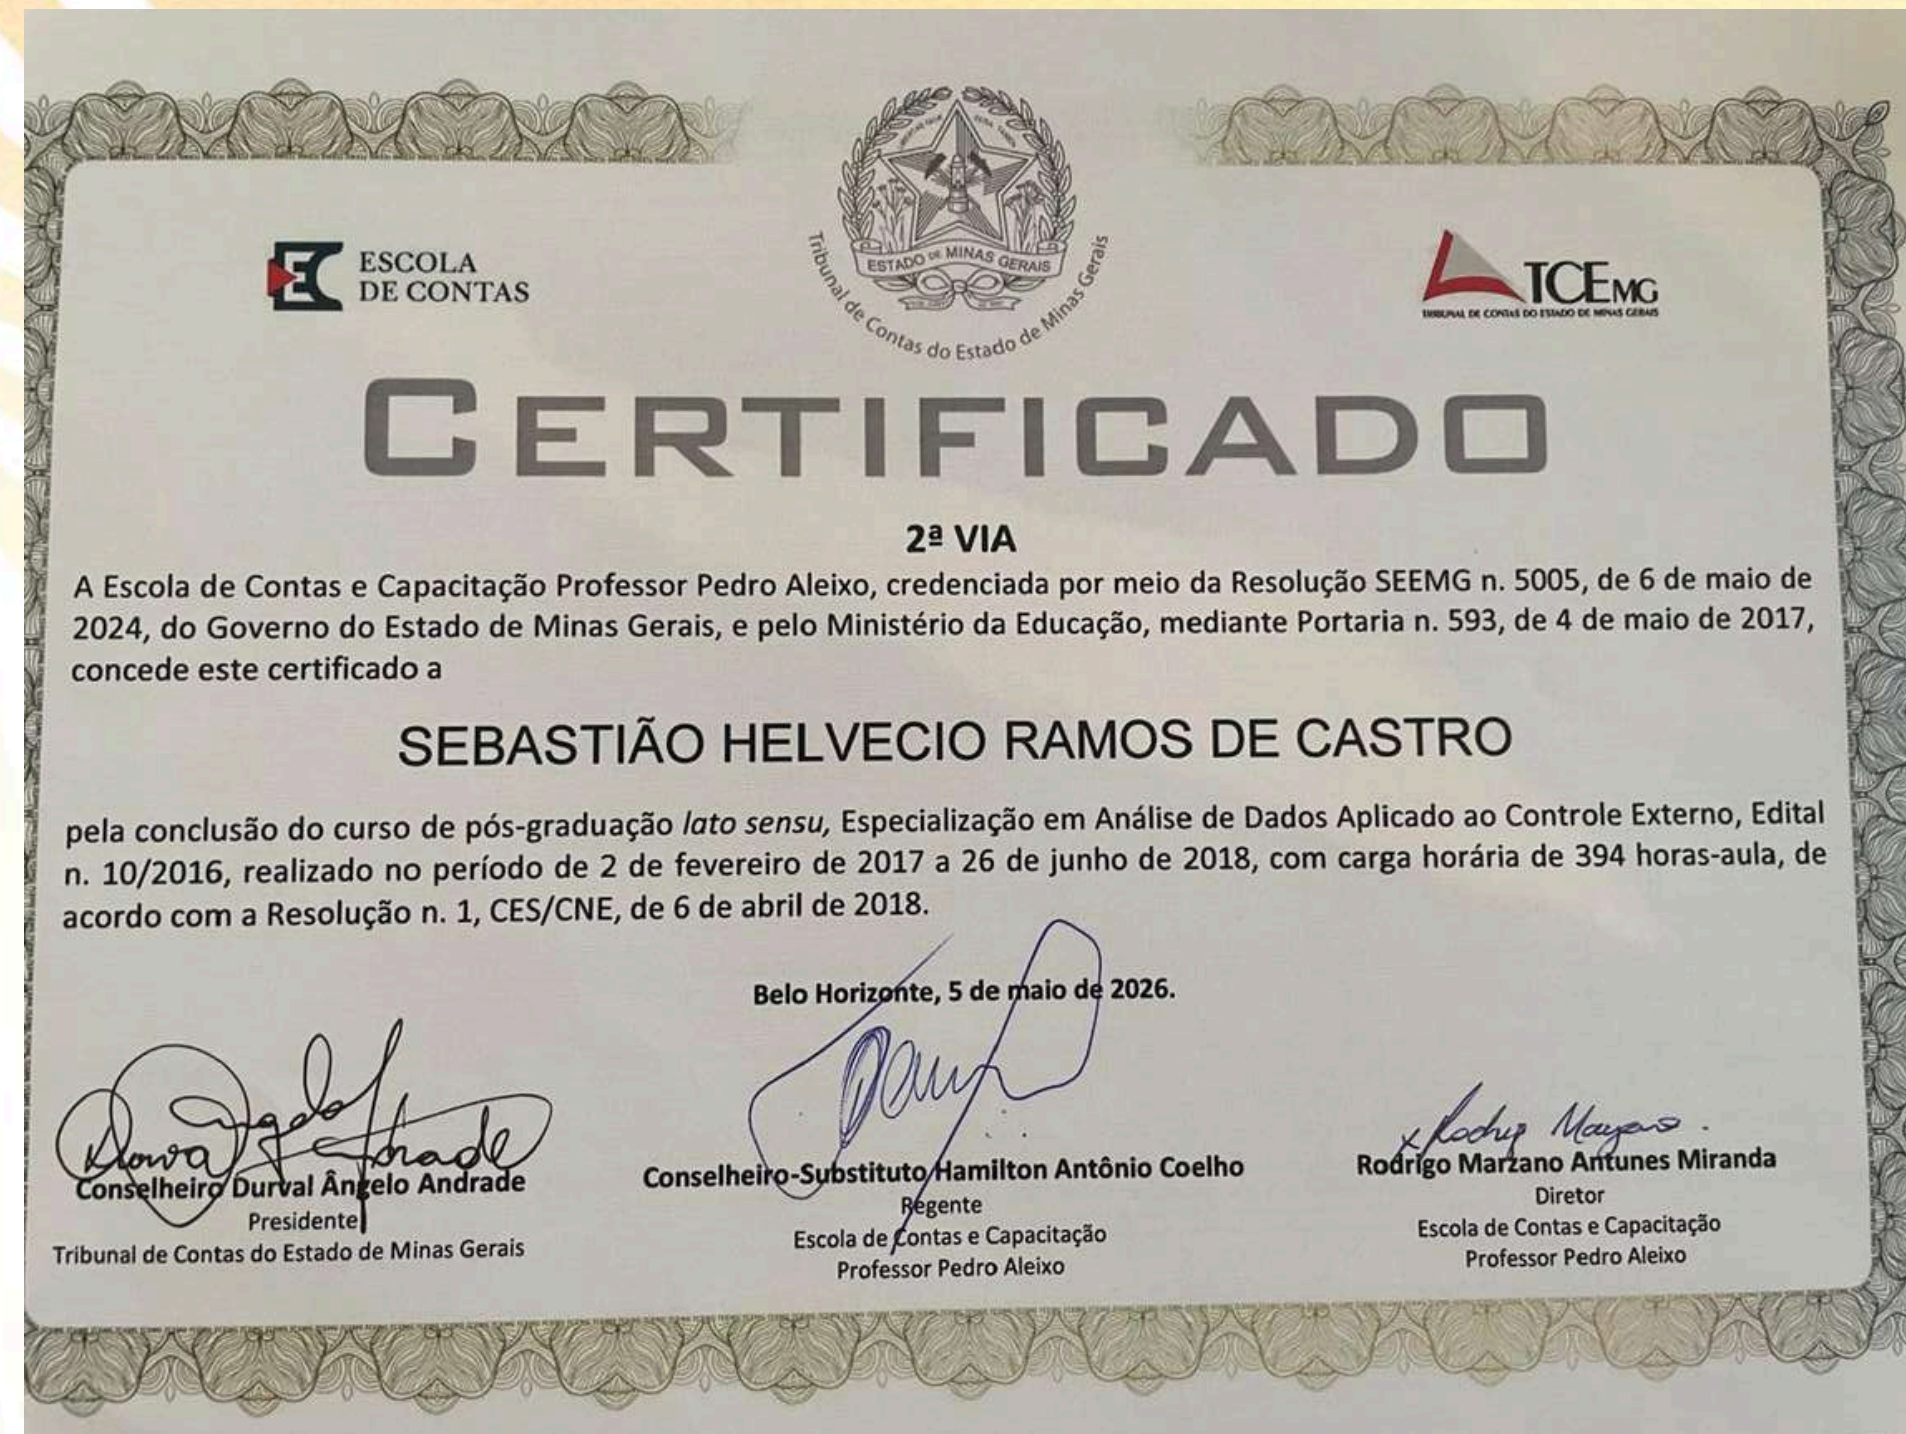 ESCOLA
DE CONTAS
ESTADO DE MINAS GERAIS
Tribunal de Contas do Estado de Minas Gerais
TCEMG
TRIBUNAL DE CONTAS DO ESTADO DE MINAS GERAIS
CERTIFICADO
2ª VIA
A Escola de Contas e Capacitação Professor Pedro Aleixo, credenciada por meio da Resolução SEEMG n. 5005, de 6 de maio de
2024, do Governo do Estado de Minas Gerais, e pelo Ministério da Educação, mediante Portaria n. 593, de 4 de maio de 2017,
concede este certificado a
SEBASTIÃO HELVECIO RAMOS DE CASTRO
pela conclusão do curso de pós-graduação lato sensu, Especialização em Análise de Dados Aplicado ao Controle Externo, Edital
n. 10/2016, realizado no período de 2 de fevereiro de 2017 a 26 de junho de 2018, com carga horária de 394 horas-aula, de
acordo com a Resolução n. 1, CES/CNE, de 6 de abril de 2018.
Belo Horizonte, 5 de maio de 2026.
Conselheiro Durval Ângelo Andrade
Presidente
Tribunal de Contas do Estado de Minas Gerais
Conselheiro-Substituto Hamilton Antônio Coelho
Regente
Escola de Contas e Capacitação
Professor Pedro Aleixo
Rodrigo Marzano Antunes Miranda
Diretor
Escola de Contas e Capacitação
Professor Pedro Aleixo